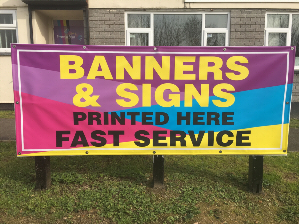 BANNERS
& SIGNS
PRINTED HERE
FAST SERVICE